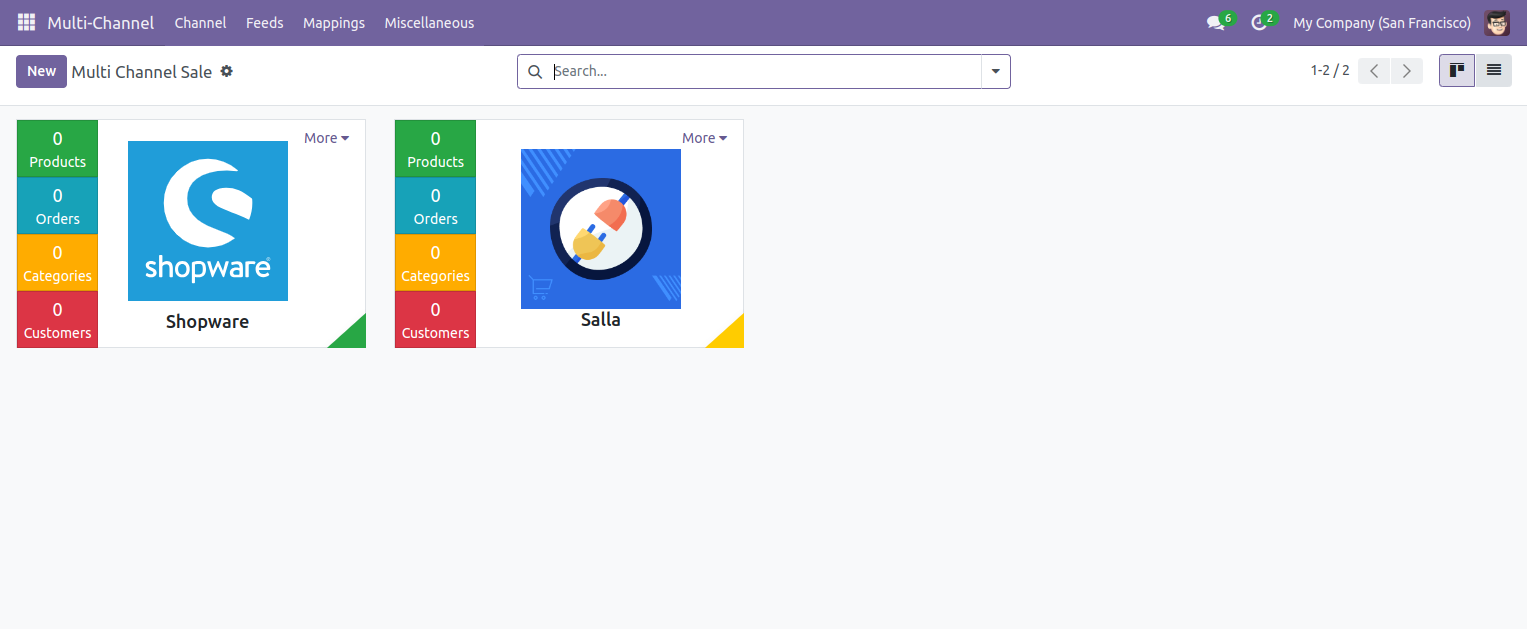 Multi-Channel Channel Feeds Mappings Miscellaneous 6 2 My Company (San Francisco)
New Multi Channel Sale Search... 1-2 / 2
0
Products
0
Orders
0
Categories
0
Customers
More
shopware
Shopware
0
Products
0
Orders
0
Categories
0
Customers
More
Salla